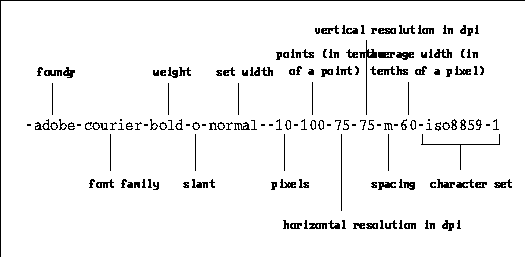 vertical resolution in dpi
points (in tenths average width (in
foundry weight set width of a point) tenths of a pixel)
-adobe-courier-bold-o-normal--10-100-75-75-m-60-iso8859-1
font family slant pixels spacing character set
horizontal resolution in dpi